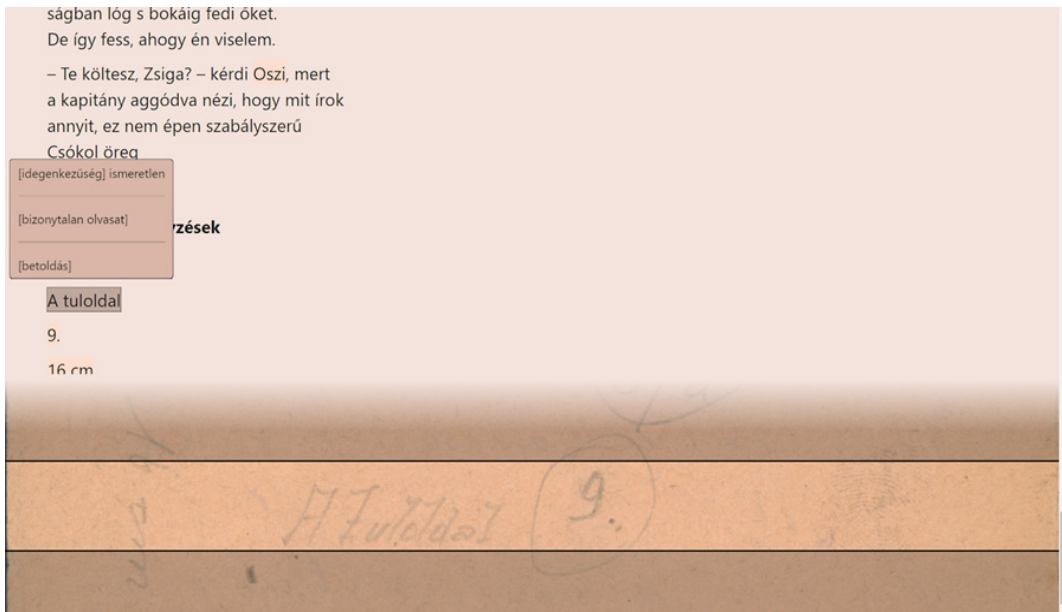 ságban lóg s bokáig fedi őket.
De így fess, ahogy én viselem.
– Te költesz, Zsiga? – kérdi Oszi, mert
a kapitány aggódva nézi, hogy mit írok
annyit, ez nem épen szabályszerű
Csókol öreg
[idegenkezűség] ismeretlen
[bizonytalan olvasat]
yzések
[betoldás]
A tuloldal
9.
16 cm
A tuloldal 9.